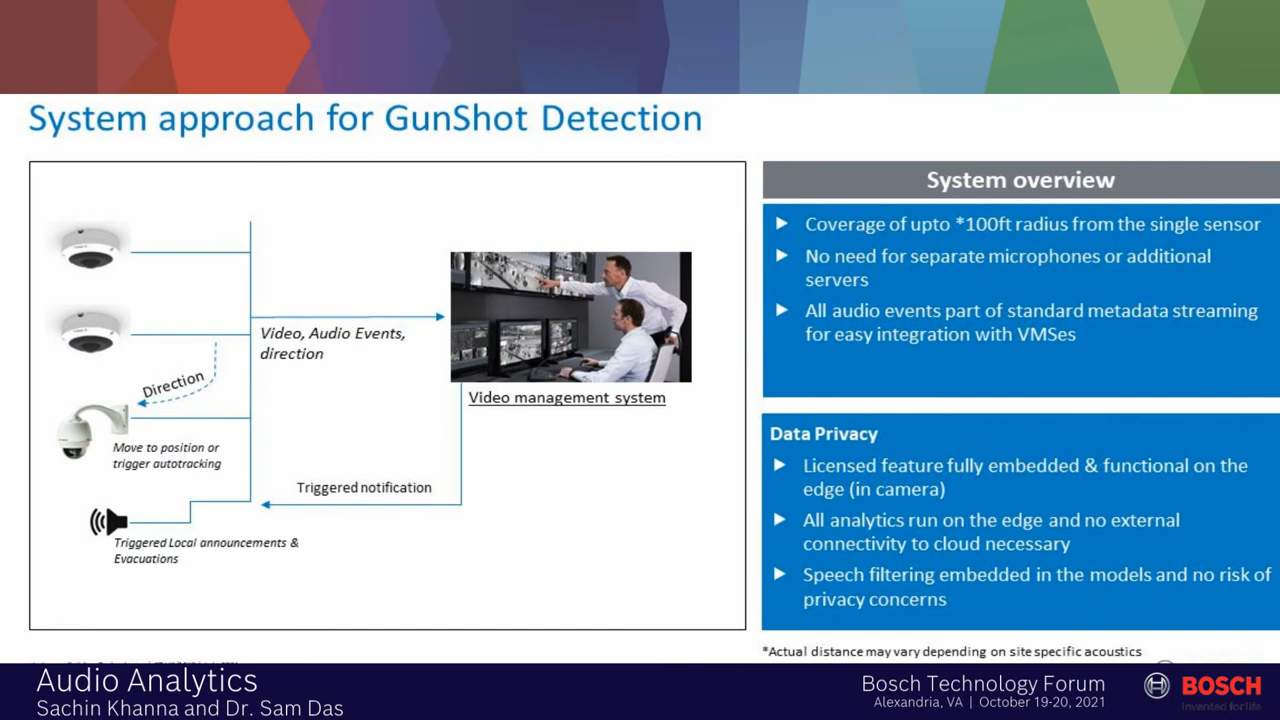 System approach for GunShot Detection
Video, Audio Events,
direction
Direction
Move to position or
trigger autotracking
Video management system
Triggered notification
Triggered Local announcements &
Evacuations
System overview
Coverage of upto *100ft radius from the single sensor
No need for separate microphones or additional
servers
All audio events part of standard metadata streaming
for easy integration with VMSes
Data Privacy
Licensed feature fully embedded & functional on the
edge (in camera)
All analytics run on the edge and no external
connectivity to cloud necessary
Speech filtering embedded in the models and no risk of
privacy concerns
*Actual distance may vary depending on site specific acoustics
Audio Analytics
Sachin Khanna and Dr. Sam Das
Bosch Technology Forum
Alexandria, VA | October 19-20, 2021
BOSCH
Invented for life